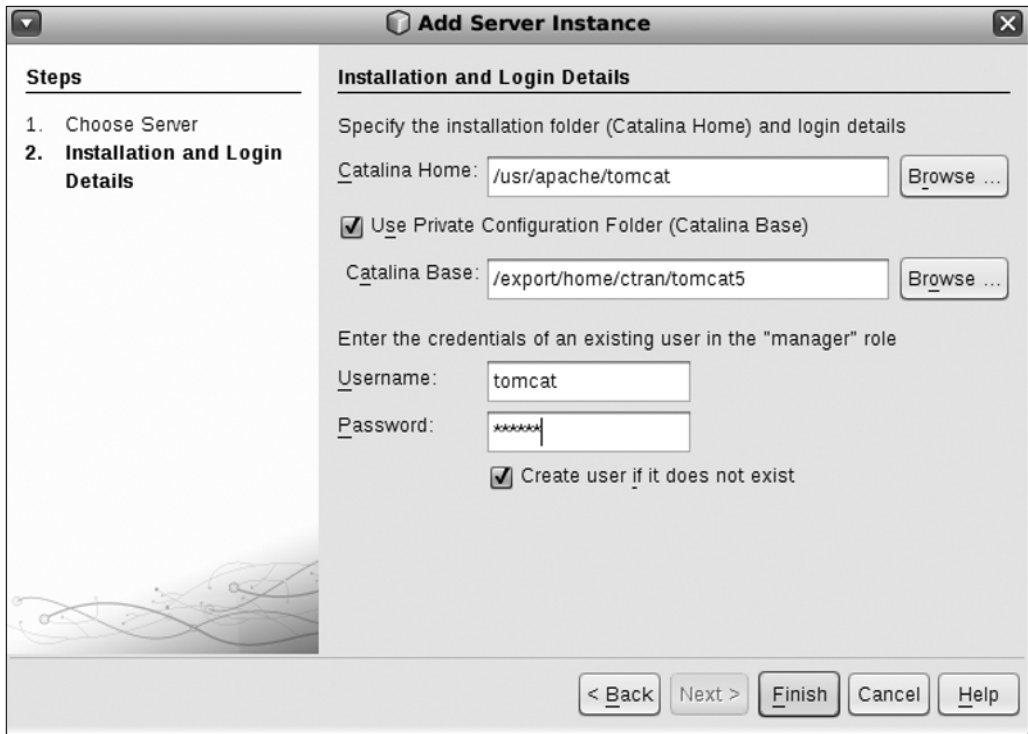 Add Server Instance
Steps
1. Choose Server
2. Installation and Login
Details
Installation and Login Details
Specify the installation folder (Catalina Home) and login details
Catalina Home: /usr/apache/tomcat Browse ...
Use Private Configuration Folder (Catalina Base)
Catalina Base: /export/home/ctran/tomcat5 Browse ...
Enter the credentials of an existing user in the "manager" role
Username: tomcat
Password: ******
Create user if it does not exist
< Back Next > Finish Cancel Help